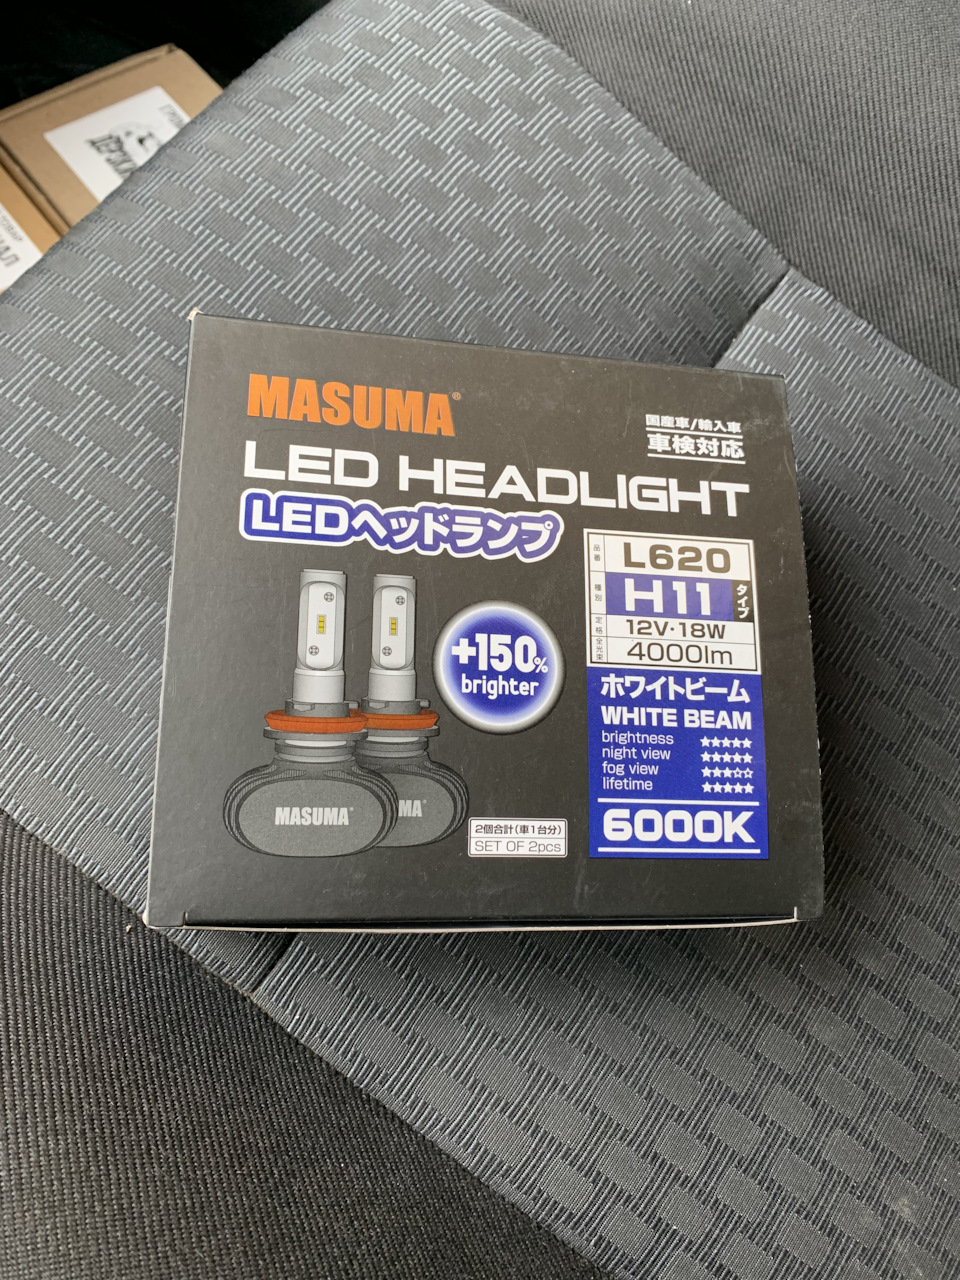 MASUMA®
国産車/輸入車
車検対応
LED HEADLIGHT
LEDヘッドランプ
品番 L620
種別 H11 タイプ
定格 12V·18W
全光束 4000lm
+150%
brighter
ホワイトビーム
WHITE BEAM
brightness ★★★★★
night view ★★★★★
fog view ★★★☆☆
lifetime ★★★★★
6000K
MASUMA®
MA®
2個合計(車1台分)
SET OF 2pcs